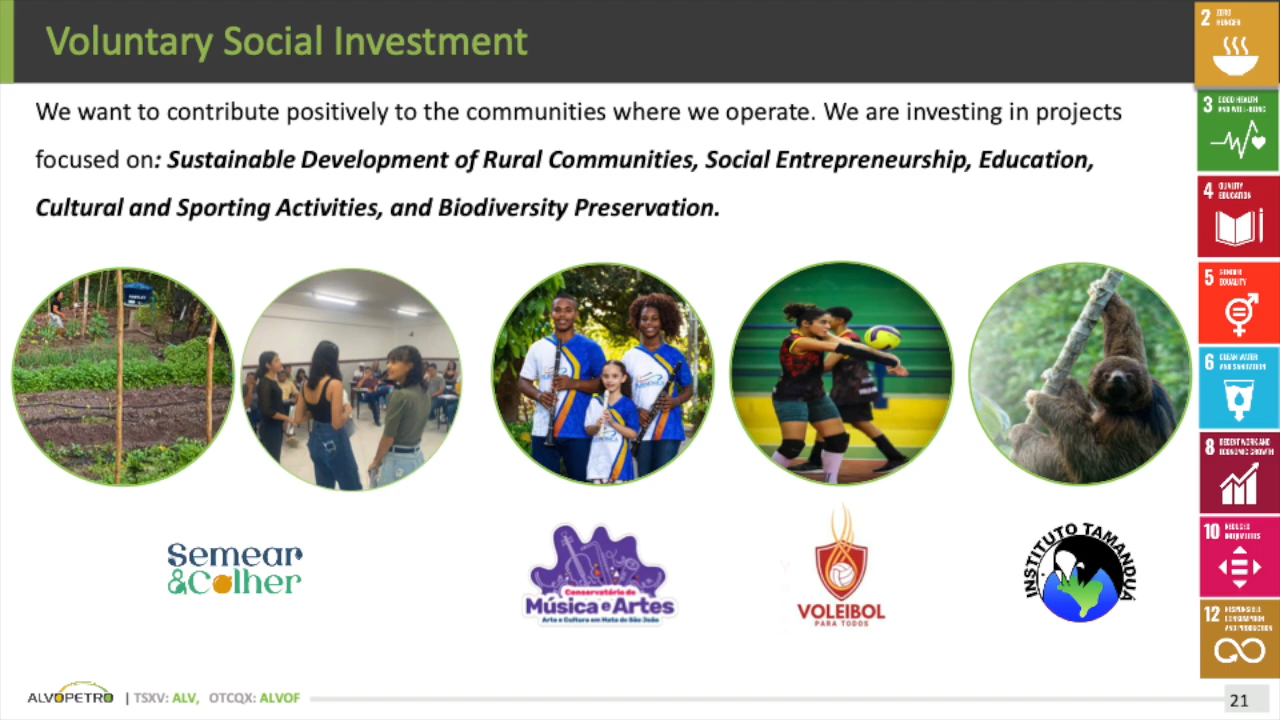 Voluntary Social Investment
We want to contribute positively to the communities where we operate. We are investing in projects
focused on: Sustainable Development of Rural Communities, Social Entrepreneurship, Education,
Cultural and Sporting Activities, and Biodiversity Preservation.
Semear
&Colher
Conservatório de
Música e Artes
Arte e Cultura em Mata de São João
VOLEIBOL
PARA TODOS
INSTITUTO TAMANDUÁ
2 ZERO
HUNGER
3 GOOD HEALTH
AND WELL-BEING
4 QUALITY
EDUCATION
5 GENDER
EQUALITY
6 CLEAN WATER
AND SANITATION
8 DECENT WORK AND
ECONOMIC GROWTH
10 REDUCED
INEQUALITIES
12 RESPONSIBLE
CONSUMPTION
AND PRODUCTION
ALVOPETRO | TSXV: ALV, OTCQX: ALVOF
21